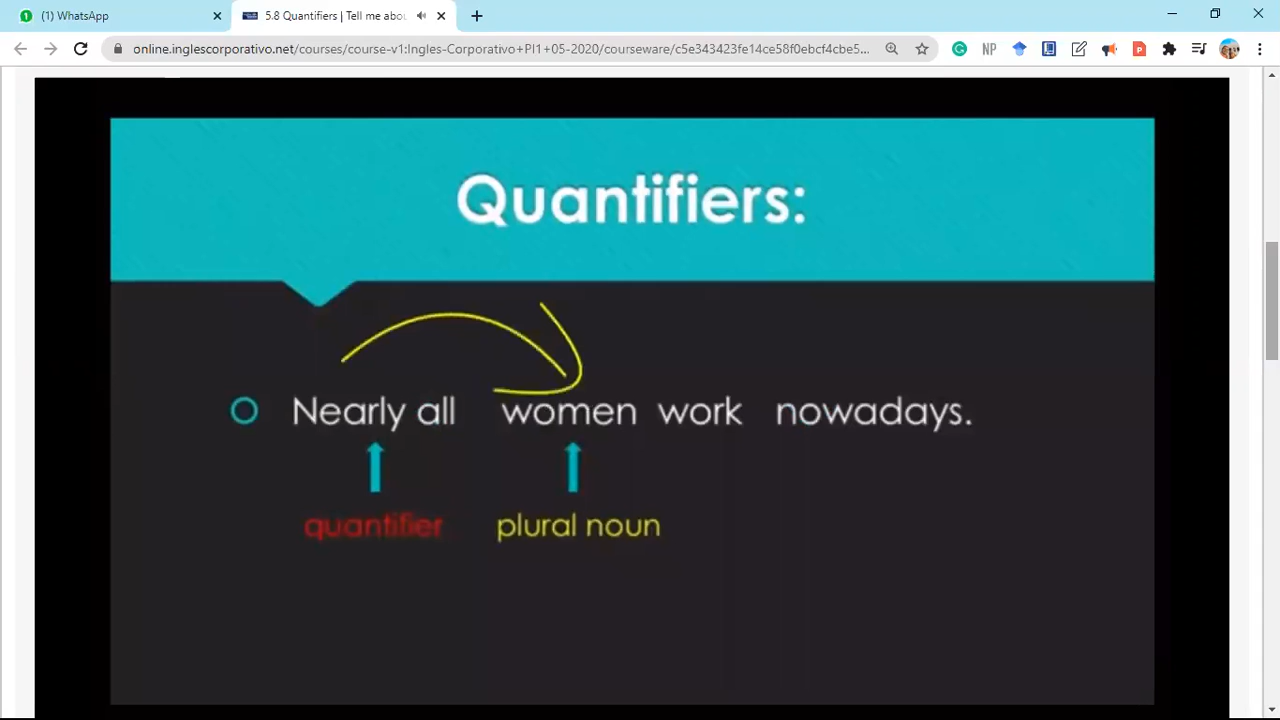 (1) WhatsApp
5.8 Quantifiers | Tell me abou
online.inglescorporativo.net/courses/course-v1:Ingles-Corporativo+PI1+05-2020/courseware/c5e343423fe14ce58f0ebcf4cbe5...
NP
Quantifiers:
Nearly all women work nowadays.
quantifier plural noun